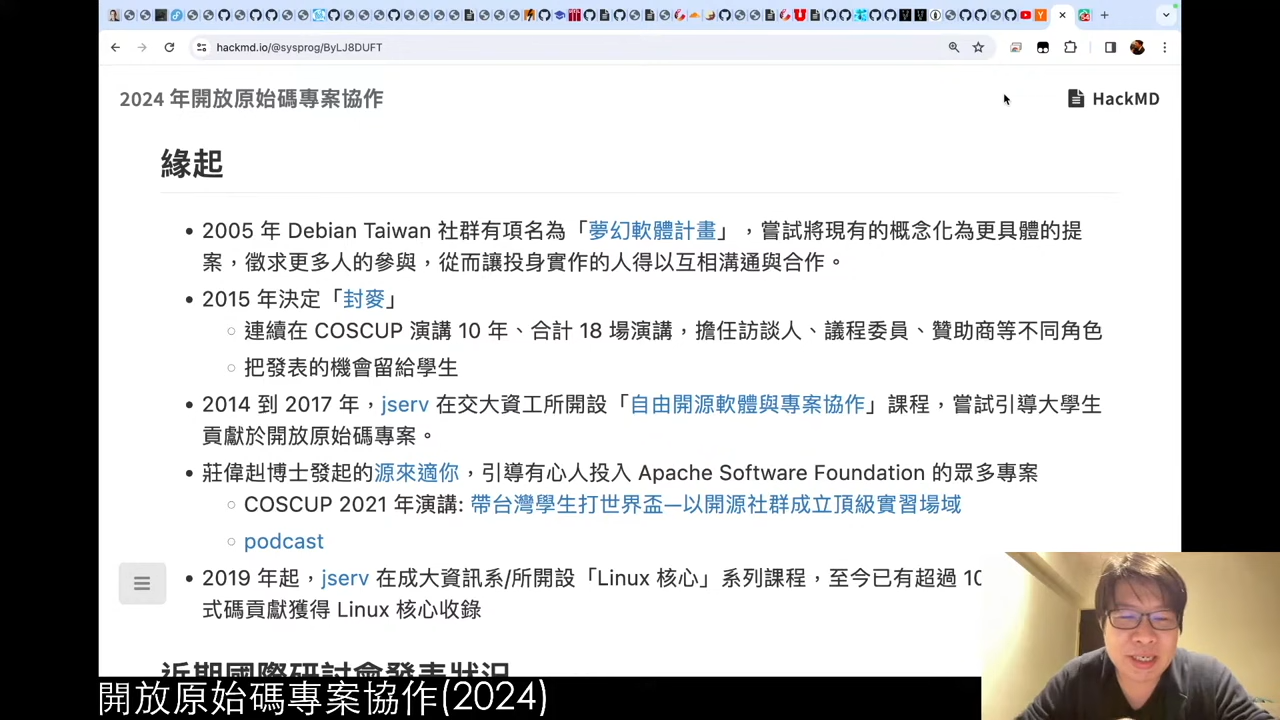 hackmd.io/@sysprog/ByLJ8DUFT
2024 年開放原始碼專案協作
HackMD
緣起
2005 年 Debian Taiwan 社群有項名為「夢幻軟體計畫」，嘗試將現有的概念化為更具體的提
案，徵求更多人的參與，從而讓投身實作的人得以互相溝通與合作。
2015 年決定「封麥」
連續在 COSCUP 演講 10 年、合計 18 場演講，擔任訪談人、議程委員、贊助商等不同角色
把發表的機會留給學生
2014 到 2017 年，jserv 在交大資工所開設「自由開源軟體與專案協作」課程，嘗試引導大學生
貢獻於開放原始碼專案。
莊偉赳博士發起的源來適你，引導有心人投入 Apache Software Foundation 的眾多專案
COSCUP 2021 年演講: 帶台灣學生打世界盃—以開源社群成立頂級實習場域
podcast
2019 年起，jserv 在成大資訊系/所開設「Linux 核心」系列課程，至今已有超過 10
式碼貢獻獲得 Linux 核心收錄
近期國際研討會發表狀況
開放原始碼專案協作(2024)